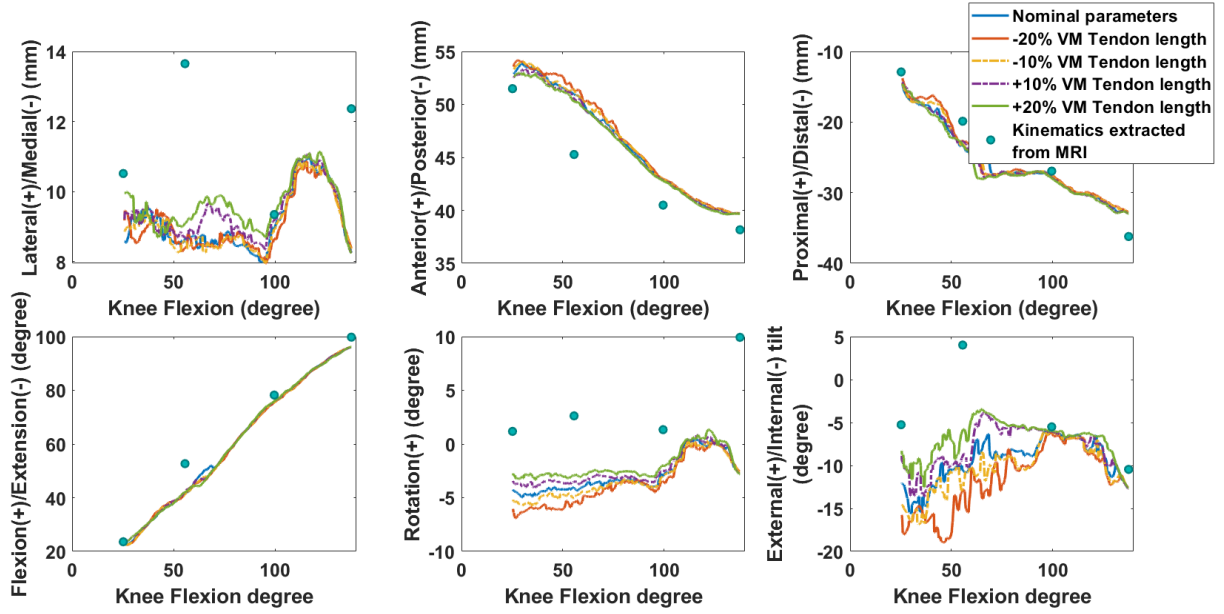 Nominal parameters
-20% VM Tendon length
-10% VM Tendon length
+10% VM Tendon length
+20% VM Tendon length
Kinematics extracted
from MRI
Lateral(+)/Medial(-) (mm)
14
12
10
8
0
50
100
Knee Flexion (degree)
Anterior(+)/Posterior(-) (mm)
55
50
45
40
35
0
50
100
Knee Flexion (degree)
Proximal(+)/Distal(-) (mm)
-10
-20
-30
-40
0
50
100
Knee Flexion (degree)
Flexion(+)/Extension(-) (degree)
100
80
60
40
20
0
50
100
Knee Flexion degree
Rotation(+) (degree)
10
5
0
-5
-10
0
50
100
Knee Flexion degree
External(+)/Internal(-) tilt
(degree)
5
0
-5
-10
-15
-20
0
50
100
Knee Flexion degree